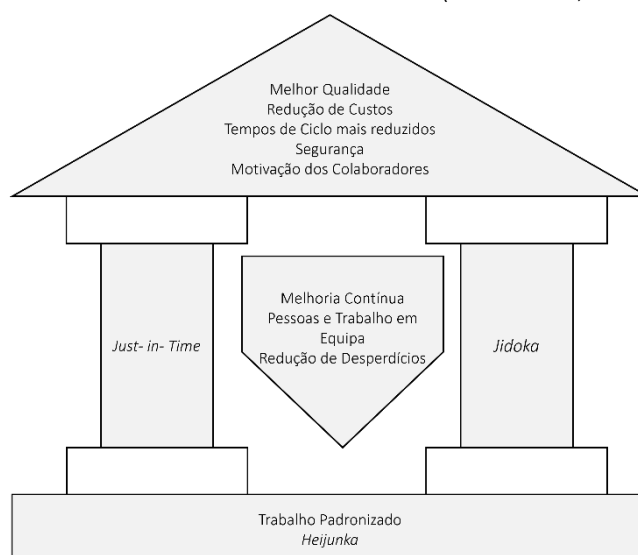 Melhor Qualidade
Redução de Custos
Tempos de Ciclo mais reduzidos
Segurança
Motivação dos Colaboradores
Just- in- Time
Melhoria Contínua
Pessoas e Trabalho em
Equipa
Redução de Desperdícios
Jidoka
Trabalho Padronizado
Heijunka